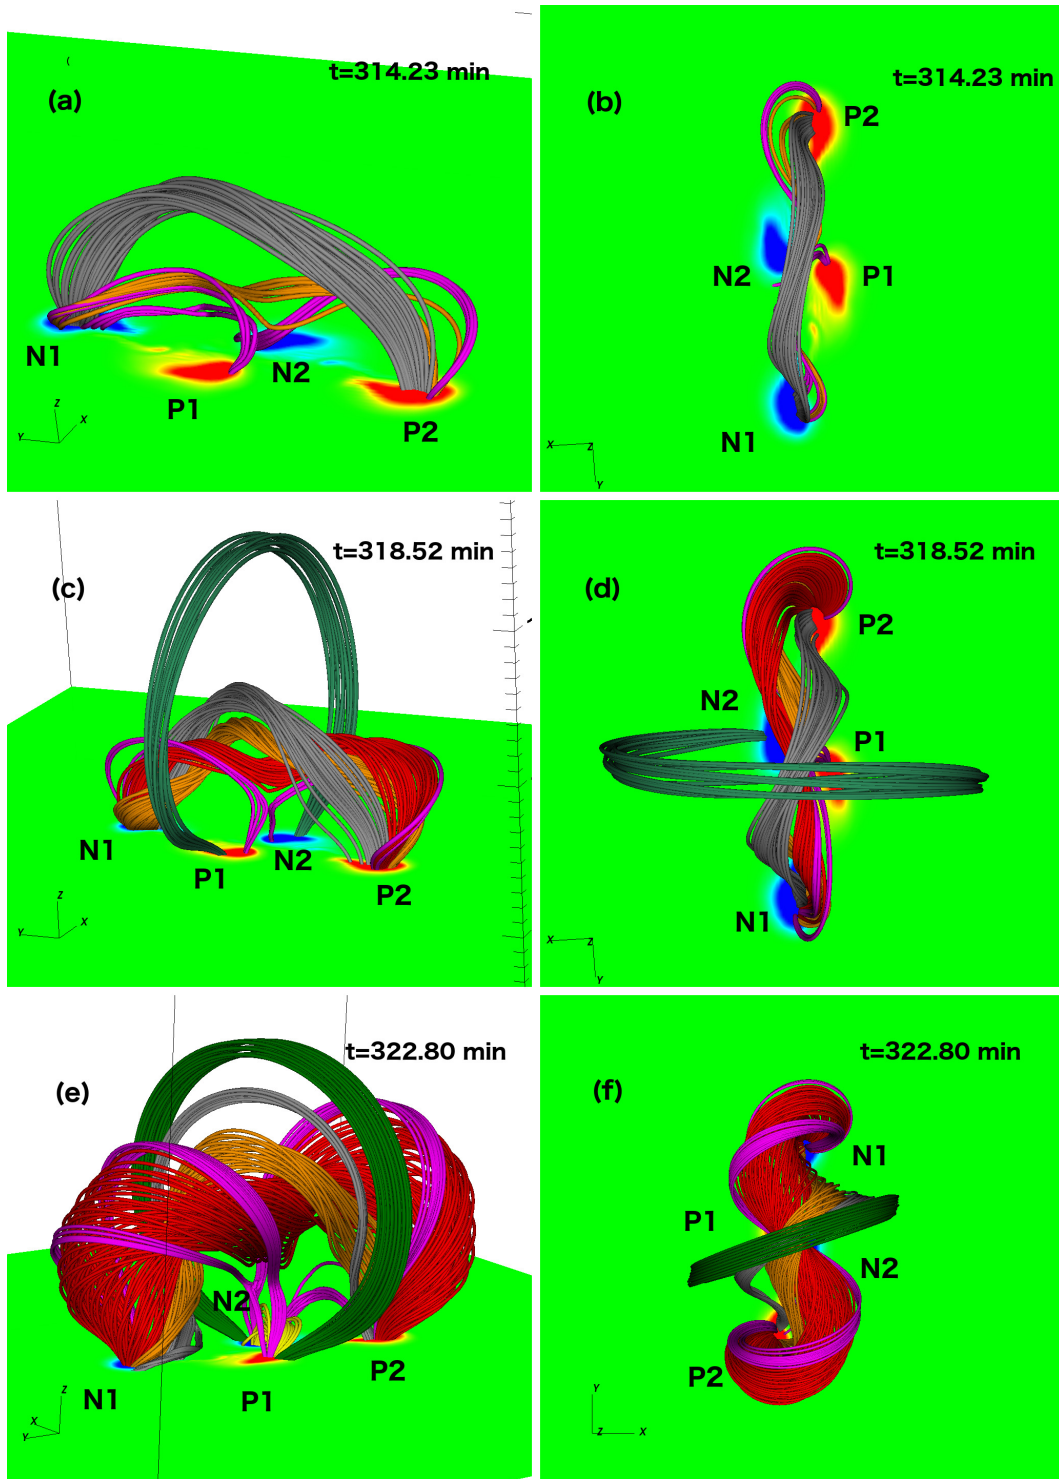 (a)
t=314.23 min
N1
P1
N2
P2
Z
X
Y
(b)
t=314.23 min
P2
N2
P1
N1
X
Z
Y
(c)
t=318.52 min
N1
P1
N2
P2
Z
X
Y
(d)
t=318.52 min
P2
N2
P1
N1
X
Z
Y
(e)
t=322.80 min
N2
N1
P1
P2
Z
X
Y
(f)
t=322.80 min
N1
P1
N2
P2
Y
Z
X